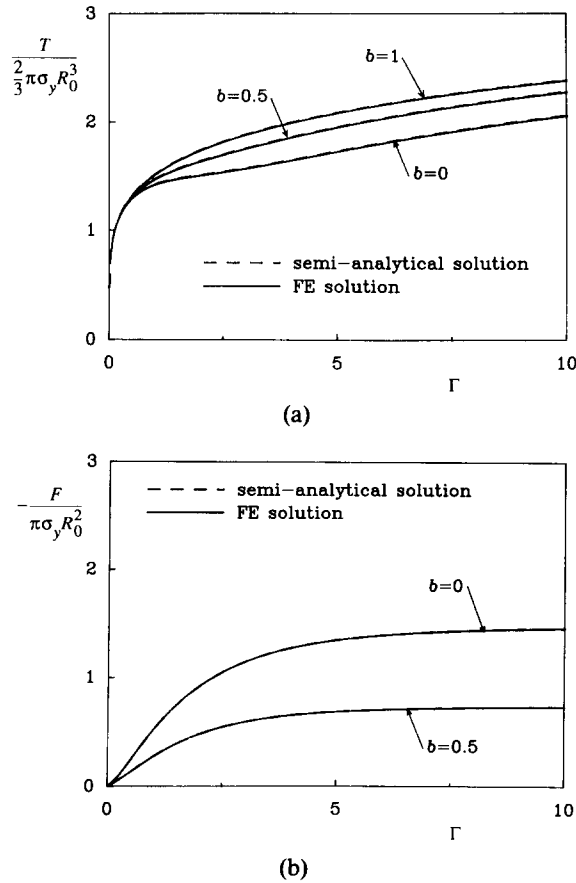 T
2/3 πσ_y R_0^3
3
2
1
0
b=1
b=0.5
b=0
semi-analytical solution
FE solution
0
5
10
Γ
(a)
3
- F
πσ_y R_0^2
2
1
0
semi-analytical solution
FE solution
b=0
b=0.5
0
5
10
Γ
(b)